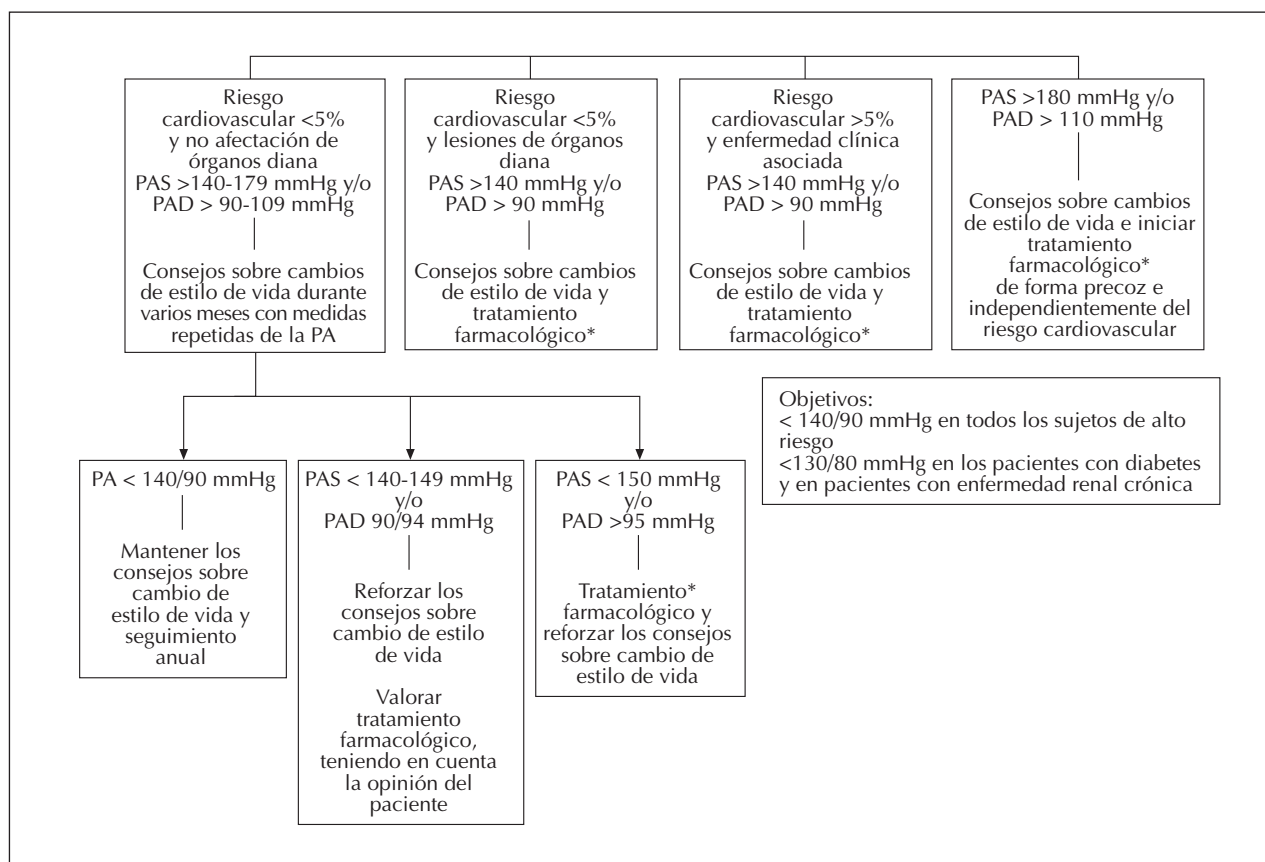 Riesgo
cardiovascular <5%
y no afectación de
órganos diana
PAS >140-179 mmHg y/o
PAD > 90-109 mmHg
Consejos sobre cambios
de estilo de vida durante
varios meses con medidas
repetidas de la PA
Riesgo
cardiovascular <5%
y lesiones de órganos
diana
PAS >140 mmHg y/o
PAD > 90 mmHg
Consejos sobre cambios
de estilo de vida y
tratamiento
farmacológico*
Riesgo
cardiovascular >5%
y enfermedad clínica
asociada
PAS >140 mmHg y/o
PAD > 90 mmHg
Consejos sobre cambios
de estilo de vida y
tratamiento
farmacológico*
PAS >180 mmHg y/o
PAD > 110 mmHg
Consejos sobre cambios
de estilo de vida e iniciar
tratamiento
farmacológico*
de forma precoz e
independientemente del
riesgo cardiovascular
Objetivos:
< 140/90 mmHg en todos los sujetos de alto
riesgo
<130/80 mmHg en los pacientes con diabetes
y en pacientes con enfermedad renal crónica
PA < 140/90 mmHg
Mantener los
consejos sobre
cambio de
estilo de vida y
seguimiento
anual
PAS < 140-149 mmHg
y/o
PAD 90/94 mmHg
Reforzar los
consejos sobre
cambio de estilo
de vida
Valorar
tratamiento
farmacológico,
teniendo en cuenta
la opinión del
paciente
PAS < 150 mmHg
y/o
PAD >95 mmHg
Tratamiento*
farmacológico y
reforzar los consejos
sobre cambio de
estilo de vida